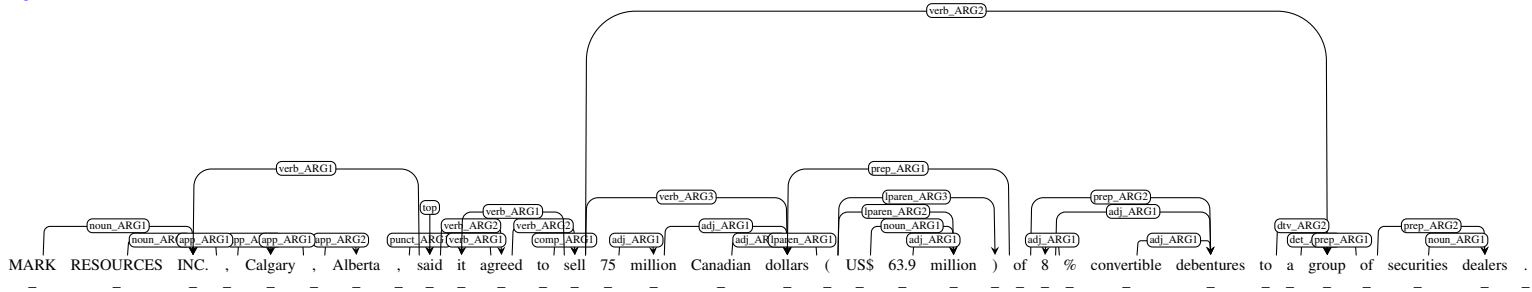 verb_ARG2
verb_ARG1 prep_ARG1
verb_ARG3 lparen_ARG3 prep_ARG2
top verb_ARG1 lparen_ARG2 adj_ARG1
noun_ARG1 verb_ARG2 verb_ARG2 adj_ARG1 noun_ARG1 dtv_ARG2 prep_ARG2
app_ARG1 app_ARG1 app_ARG2 verb_ARG1 comp_ARG1 adj_ARG1 lparen_ARG1 adj_ARG1 adj_ARG1 adj_ARG1 prep_ARG1 noun_ARG1
MARK RESOURCES INC. , Calgary , Alberta , said it agreed to sell 75 million Canadian dollars ( US$ 63.9 million ) of 8 % convertible debentures to a group of securities dealers .